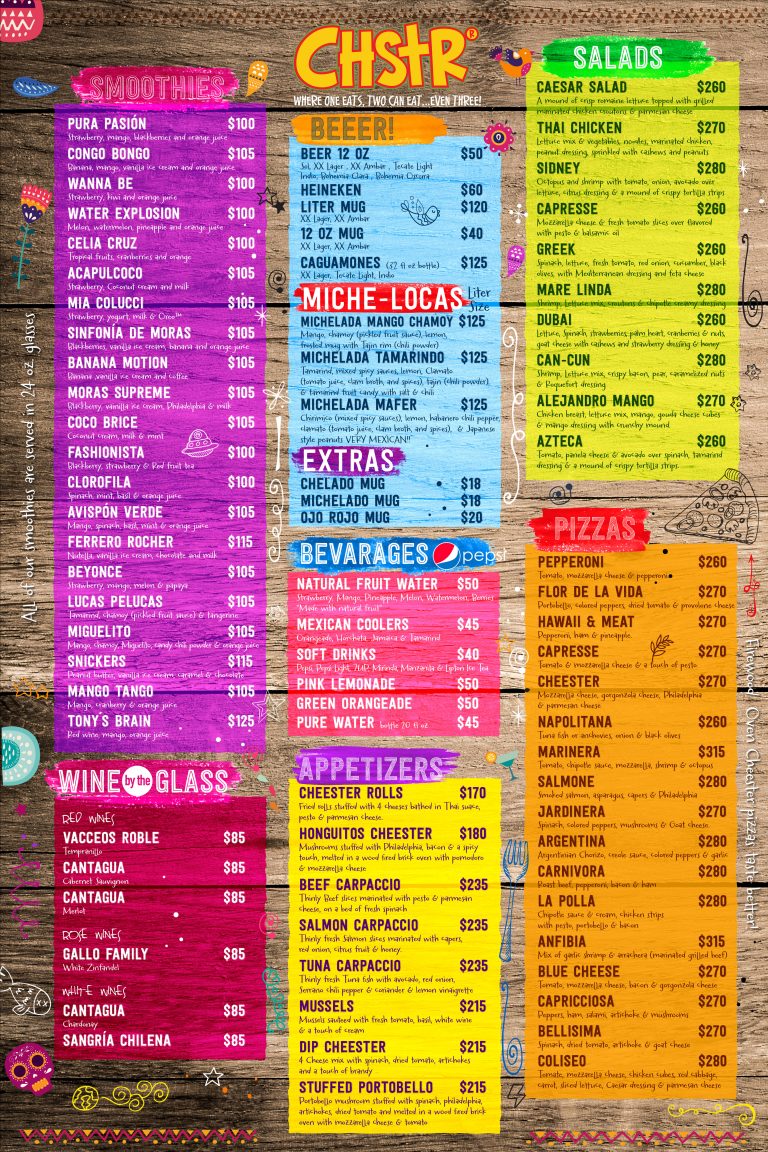 CHSTR®
WHERE ONE EATS, TWO CAN EAT...EVEN THREE!
SMOOTHIES
All of our smoothies are served in 24 oz glasses
PURA PASIÓN $100
Strawberry, mango, blackberries and orange juice
CONGO BONGO $105
Banana, mango, vanilla ice cream and orange juice
WANNA BE $100
Strawberry, kiwi and orange juice
WATER EXPLOSION $100
Melon, watermelon, pineapple and orange juice
CELIA CRUZ $100
Tropical fruits, cranberries and orange
ACAPULCOCO $105
Strawberry, Coconut cream and milk
MIA COLUCCI $105
Strawberry, yogurt, milk & Oreo™
SINFONÍA DE MORAS $105
Blackberries, vanilla ice cream, banana and orange juice
BANANA MOTION $105
Banana, vanilla ice cream and coffee
MORAS SUPREME $105
Blackberry, vanilla ice cream, Philadelphia & milk
COCO BRICE $105
Coconut cream, milk & mint
FASHIONISTA $100
Blackberry, strawberry & Red fruit tea
CLOROFILA $100
Spinach, mint, basil & orange juice
AVISPÓN VERDE $105
Mango, spinach, basil, mint & orange juice
FERRERO ROCHER $115
Nutella, vanilla ice cream, chocolate and milk
BEYONCE $105
Strawberry, mango, melon & papaya
LUCAS PELUCAS $105
Tamarind, chamoy (pickled fruit sauce) & tangerine
MIGUELITO $105
Mango, chamoy, Miguelito, candy chili powder & orange juice
SNICKERS $115
Peanut butter, vanilla ice cream, caramel & chocolate
MANGO TANGO $105
Mango, cranberry & orange juice
TONY'S BRAIN $125
Red wine, mango, orange juice
WINE by the GLASS
RED WINES
VACCEOS ROBLE $85
Tempranillo
CANTAGUA $85
Cabernet Sauvignon
CANTAGUA $85
Merlot
ROSE WINES
GALLO FAMILY $85
White Zinfandel
WHITE WINES
CANTAGUA $85
Chardonay
SANGRÍA CHILENA $85
BEEER!
BEER 12 OZ $50
Sol, XX Lager, XX Ambar, Tecate Light
Indio, Bohemia Clara, Bohemia Oscura
HEINEKEN $60
LITER MUG $120
XX Lager, XX Ambar
12 OZ MUG $40
XX Lager, XX Ambar
CAGUAMONES (32 fl oz bottle) $125
XX Lager, Tecate Light, Indio
MICHE-LOCAS Liter Size
MICHELADA MANGO CHAMOY $125
Mango, chamoy (pickled fruit sauce), lemon,
frosted mug with Tajin rim (chili powder)
MICHELADA TAMARINDO $125
Tamarind, mixed spicy sauces, lemon, Clamato
(tomato juice, clam broth, and spices), tajin (chili powder),
& tamarind fruit candy with salt & chili
MICHELADA MAFER $125
Chirimico (mixed spicy sauces), lemon, habanero chili pepper,
clamato (tomato juice, clam broth, and spices), & Japanese
style peanuts VERY MEXICAN!!
EXTRAS
CHELADO MUG $18
MICHELADO MUG $18
OJO ROJO MUG $20
BEVARAGES pepsi
NATURAL FRUIT WATER $50
Strawberry, Mango, Pineapple, Melon, Watermelon, Berries
"Made with natural fruit"
MEXICAN COOLERS $45
Orangeade, Horchata, Jamaica & Tamarind
SOFT DRINKS $40
Pepsi, Pepsi Light, 7UP, Mirinda, Manzanita & Lipton Ice Tea
PINK LEMONADE $50
GREEN ORANGEADE $50
PURE WATER bottle 20 fl oz $45
APPETIZERS
CHEESTER ROLLS $170
Fried rolls stuffed with 4 cheeses bathed in Thai suace,
pesto & parmesan cheese.
HONGUITOS CHEESTER $180
Mushrooms stuffed with Philadelphia, bacon & a spicy
touch, melted in a wood fired brick oven with pomodoro
& mozzarella cheese
BEEF CARPACCIO $235
Thinly Beef slices marinated with pesto & parmesan
cheese, on a bed of fresh spinach
SALMON CARPACCIO $235
Thinly fresh Salmon slices marinated with capers,
red onion, citrus fruit & honey.
TUNA CARPACCIO $235
Thinly fresh Tuna fish with avocado, red onion,
Serrano chili pepper & coriander & lemon vinaigrette
MUSSELS $215
Mussels sauteed with fresh tomato, basil, white wine
& a touch of cream
DIP CHEESTER $215
4 Cheese mix with spinach, dried tomato, artichokes
and a touch of brandy
STUFFED PORTOBELLO $215
Portobello mushroom stuffed with spinach, philadelphia,
artichokes, dried tomato and melted in a wood fired brick
oven with mozzarella cheese & tomato
SALADS
CAESAR SALAD $260
A mound of crisp romaine lettuce topped with grilled
marinated chicken croutons & parmesan cheese
THAI CHICKEN $270
Lettuce mix & vegetables, noodles, marinated chicken,
peanut dressing, sprinkled with cashews and peanuts
SIDNEY $280
Octopus and shrimp with tomato, onion, avocado over
lettuce, citrus dressing & a mound of crispy tortilla strips
CAPRESSE $260
Mozzarella cheese & fresh tomato slices over flavored
with pesto & balsamic oil
GREEK $260
Spinach, lettuce, fresh tomato, red onion, cucumber, black
olives, with Mediterranean dressing and feta cheese
MARE LINDA $280
Shrimp, Lettuce mix, croutons & chipotle creamy dressing
DUBAI $260
Lettuce, Spinach, strawberries, palm heart, cranberries & nuts,
goat cheese with cashews and strawberry dressing & honey
CAN-CUN $280
Shrimp, lettuce mix, crispy bacon, pear, caramelized nuts
& Roquefort dressing
ALEJANDRO MANGO $270
Chicken breast, lettuce mix, mango, gouda cheese cubes
& mango dressing with crunchy mound
AZTECA $260
Tomato, panela cheese & avocado over spinach, tamarind
dressing & a mound of crispy tortilla strips.
PIZZAS
Firewood Oven Cheester pizzas taste better!
PEPPERONI $260
Tomato, mozzarella cheese & pepperoni
FLOR DE LA VIDA $270
Portobello, colored peppers, dried tomato & provolone cheese
HAWAII & MEAT $270
Pepperoni, ham & pineapple.
CAPRESSE $270
Tomato & mozzarella cheese & a touch of pesto
CHEESTER $270
Mozzarella cheese, gorgonzola cheese, Philadelphia
& parmesan cheese
NAPOLITANA $260
Tuna fish or anchovies, onion & black olives
MARINERA $315
Tomato, chipotle sauce, mozzarella, shrimp & octopus
SALMONE $280
Smoked salmon, asparagus, capers & Philadelphia
JARDINERA $270
Spinach, colored peppers, mushrooms & Goat cheese.
ARGENTINA $280
Argentinian Chorizo, creole sauce, colored peppers & garlic
CARNIVORA $280
Roast beef, pepperoni, bacon & ham
LA POLLA $280
Chipotle sauce & cream, chicken strips
with pesto, portobello & bacon
ANFIBIA $315
Mix of garlic shrimp & arrachera (marinated grilled beef)
BLUE CHEESE $270
Tomato, mozzarella cheese, bacon & gorgonzola cheese
CAPRICCIOSA $270
Peppers, ham, salami, artichoke & mushrooms
BELLISIMA $270
Spinach, dried tomato, artichoke & goat cheese
COLISEO $280
Tomate, mozzarella cheese, chicken cubes, red cabbage,
carrot, sliced lettuce, Caesar dressing & parmesan cheese